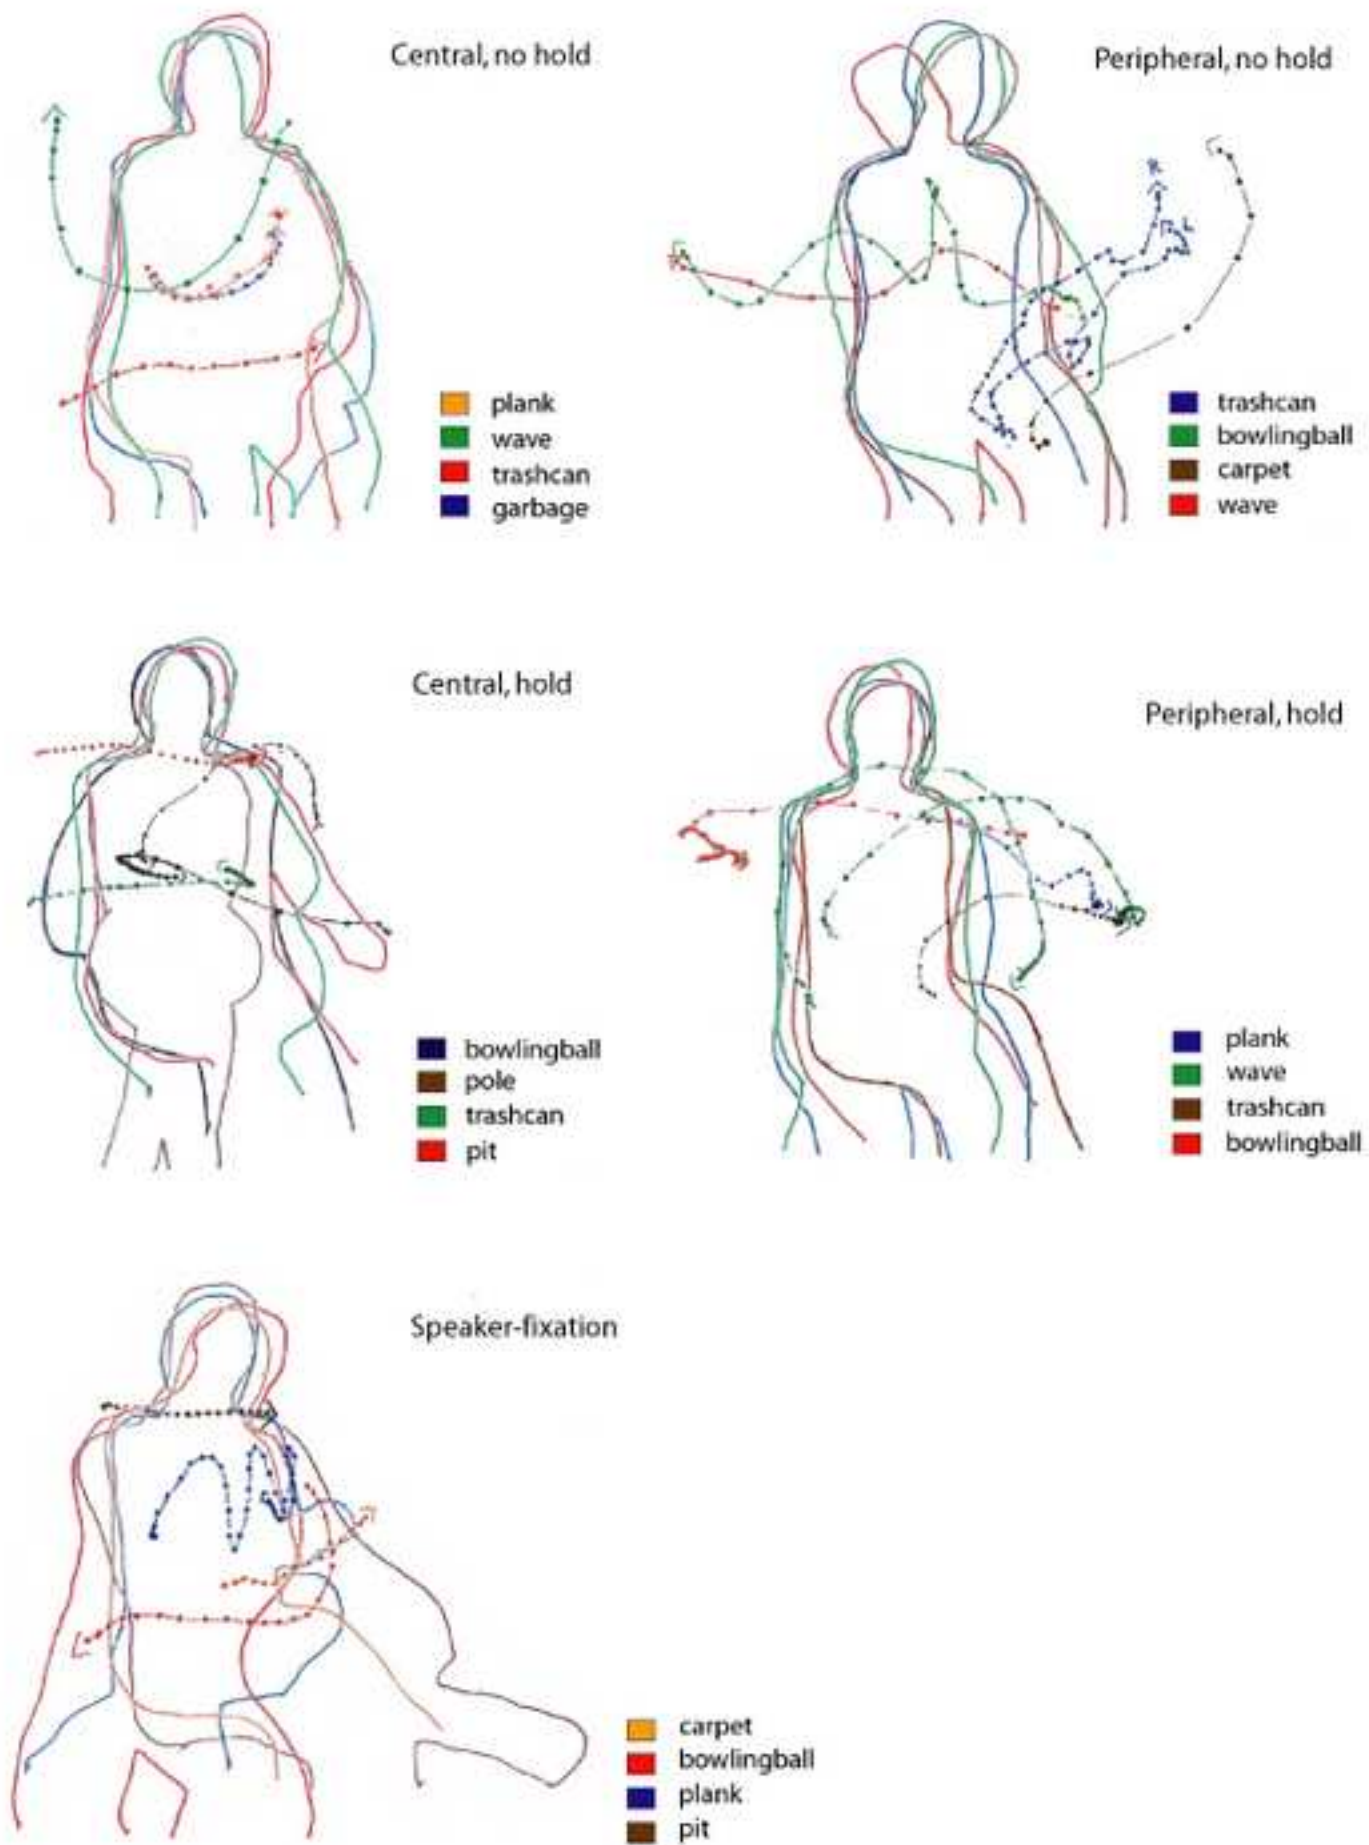 Central, no hold
plank
wave
trashcan
garbage
Peripheral, no hold
R
L
trashcan
bowlingball
carpet
wave
Central, hold
bowlingball
pole
trashcan
pit
Peripheral, hold
plank
wave
trashcan
bowlingball
Speaker-fixation
carpet
bowlingball
plank
pit